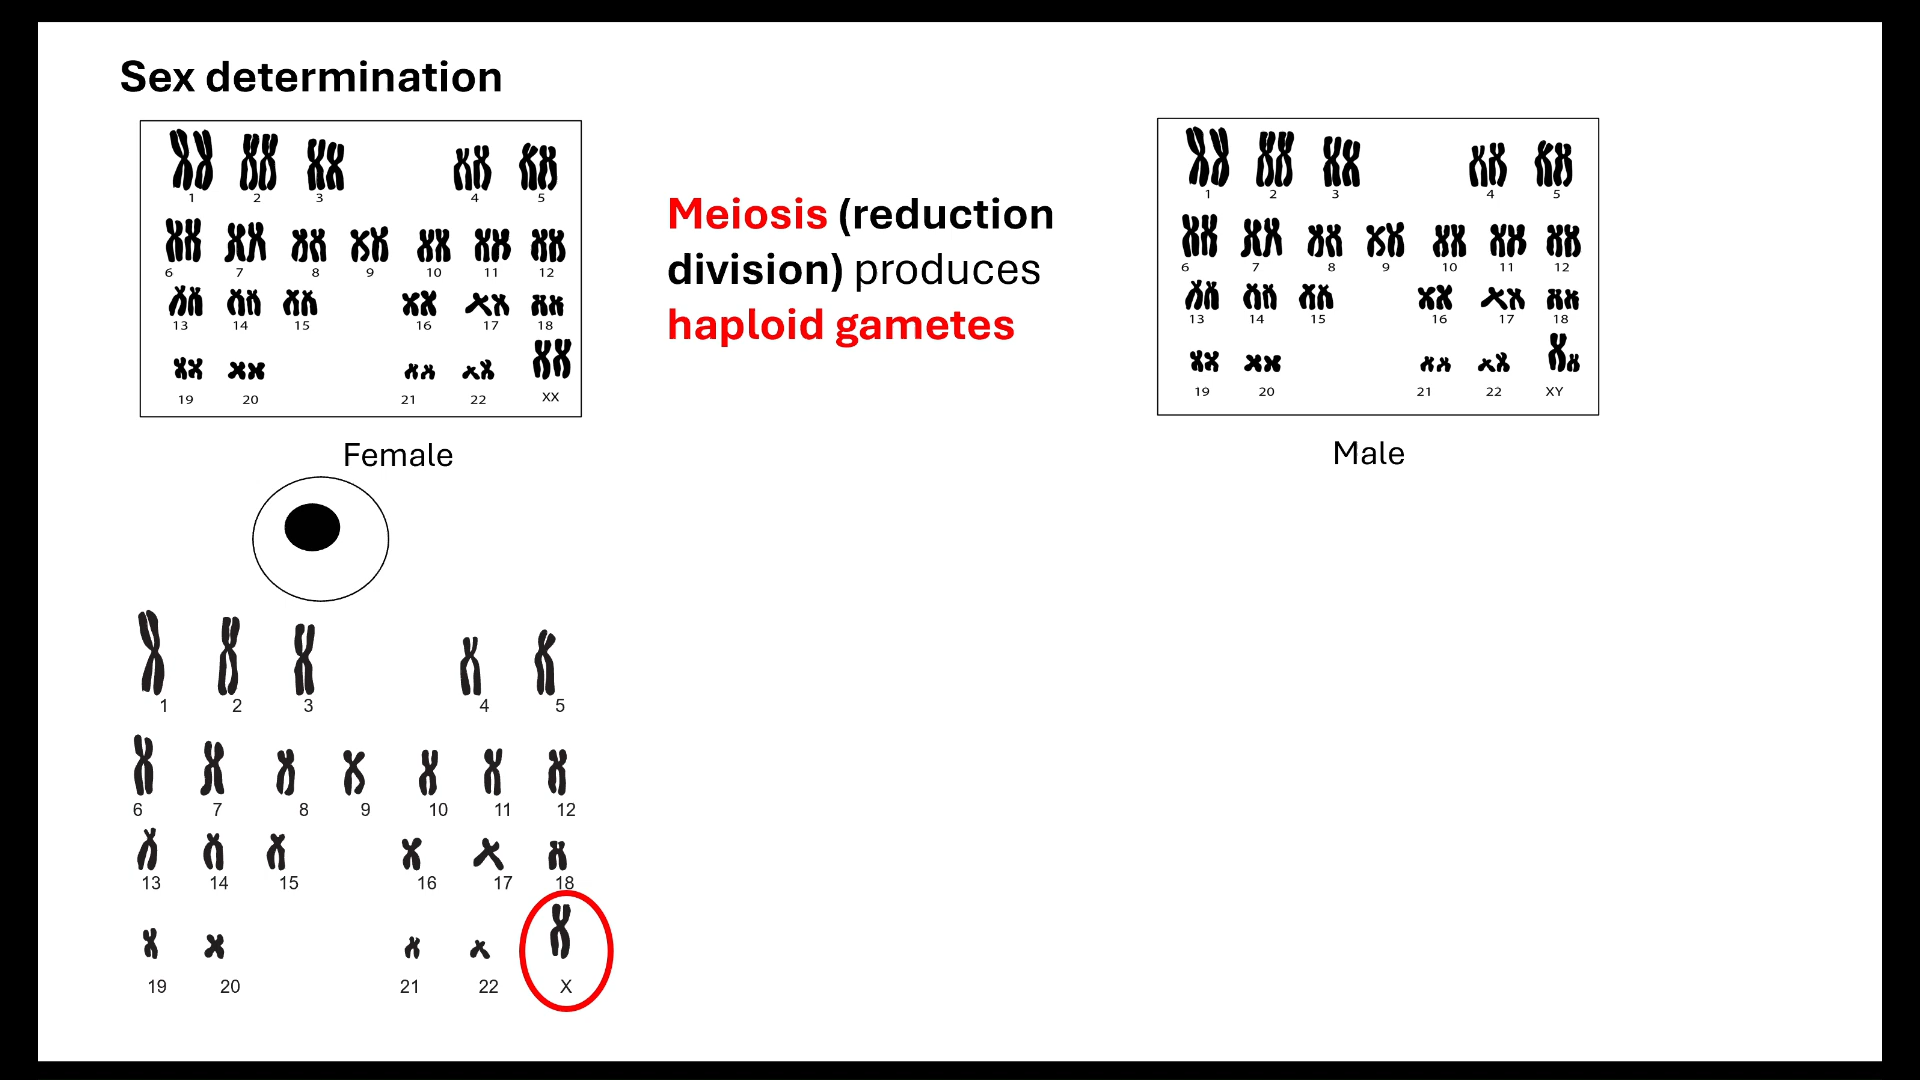 Sex determination
1 2 3 4 5
6 7 8 9 10 11 12
13 14 15 16 17 18
19 20 21 22 XX
Female
Meiosis (reduction
division) produces
haploid gametes
1 2 3 4 5
6 7 8 9 10 11 12
13 14 15 16 17 18
19 20 21 22 XY
Male
1 2 3 4 5
6 7 8 9 10 11 12
13 14 15 16 17 18
19 20 21 22 X